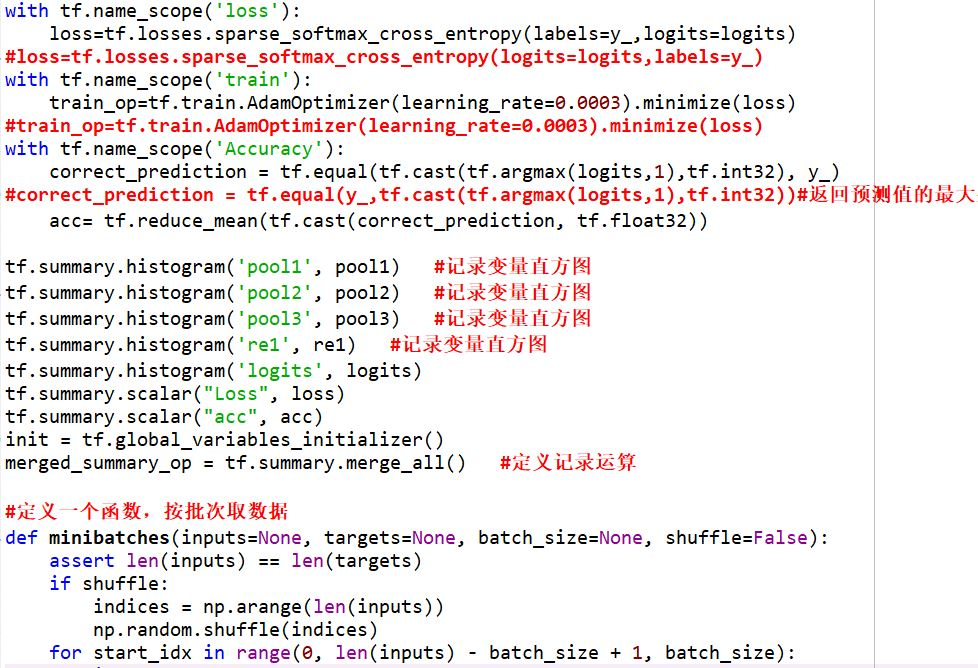 with tf.name_scope('loss'):
    loss=tf.losses.sparse_softmax_cross_entropy(labels=y_,logits=logits)
#loss=tf.losses.sparse_softmax_cross_entropy(logits=logits,labels=y_)
with tf.name_scope('train'):
    train_op=tf.train.AdamOptimizer(learning_rate=0.0003).minimize(loss)
#train_op=tf.train.AdamOptimizer(learning_rate=0.0003).minimize(loss)
with tf.name_scope('Accuracy'):
    correct_prediction = tf.equal(tf.cast(tf.argmax(logits,1),tf.int32), y_)
#correct_prediction = tf.equal(y_,tf.cast(tf.argmax(logits,1),tf.int32))#返回预测值的最大
    acc= tf.reduce_mean(tf.cast(correct_prediction, tf.float32))
tf.summary.histogram('pool1', pool1)   #记录变量直方图
tf.summary.histogram('pool2', pool2)   #记录变量直方图
tf.summary.histogram('pool3', pool3)   #记录变量直方图
tf.summary.histogram('re1', re1)   #记录变量直方图
tf.summary.histogram('logits', logits)
tf.summary.scalar("Loss", loss)
tf.summary.scalar("acc", acc)
init = tf.global_variables_initializer()
merged_summary_op = tf.summary.merge_all()   #定义记录运算
#定义一个函数，按批次取数据
def minibatches(inputs=None, targets=None, batch_size=None, shuffle=False):
    assert len(inputs) == len(targets)
    if shuffle:
        indices = np.arange(len(inputs))
        np.random.shuffle(indices)
    for start_idx in range(0, len(inputs) - batch_size + 1, batch_size):